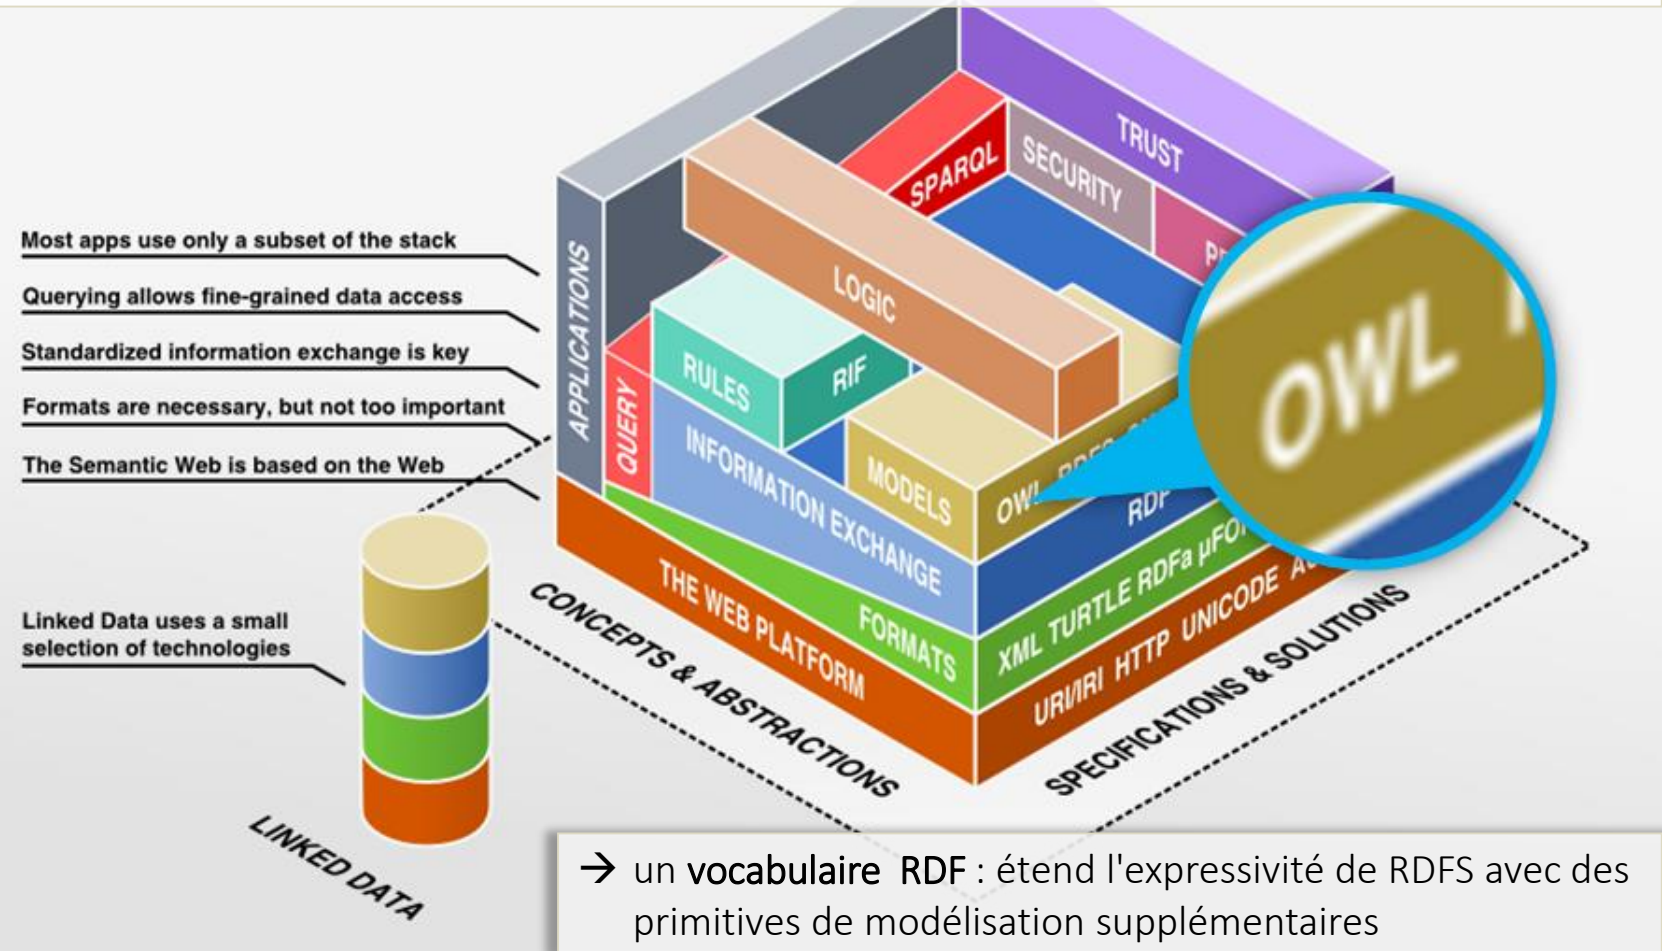 Most apps use only a subset of the stack
Querying allows fine-grained data access
Standardized information exchange is key
Formats are necessary, but not too important
The Semantic Web is based on the Web
Linked Data uses a small
selection of technologies
LINKED DATA
APPLICATIONS
QUERY
RULES
RIF
LOGIC
SPARQL
SECURITY
TRUST
INFORMATION EXCHANGE
MODELS
OWL
RDF
FORMATS
XML TURTLE RDFa
THE WEB PLATFORM
URI/IRI HTTP UNICODE
CONCEPTS & ABSTRACTIONS
SPECIFICATIONS & SOLUTIONS
OWL
→ un vocabulaire RDF : étend l'expressivité de RDFS avec des
primitives de modélisation supplémentaires